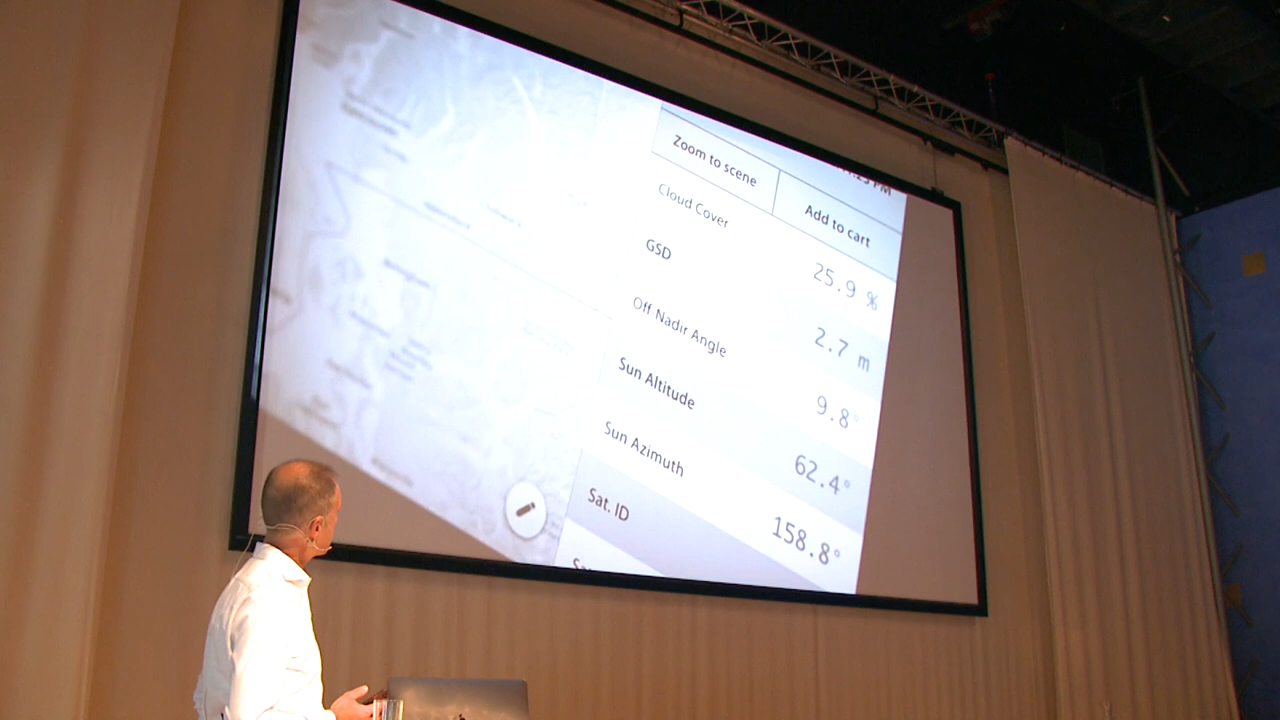 PM
Zoom to scene Add to cart
Cloud Cover 25.9 %
GSD 2.7 m
Off Nadir Angle 9.8°
Sun Altitude 62.4°
Sun Azimuth 158.8°
Sat. ID